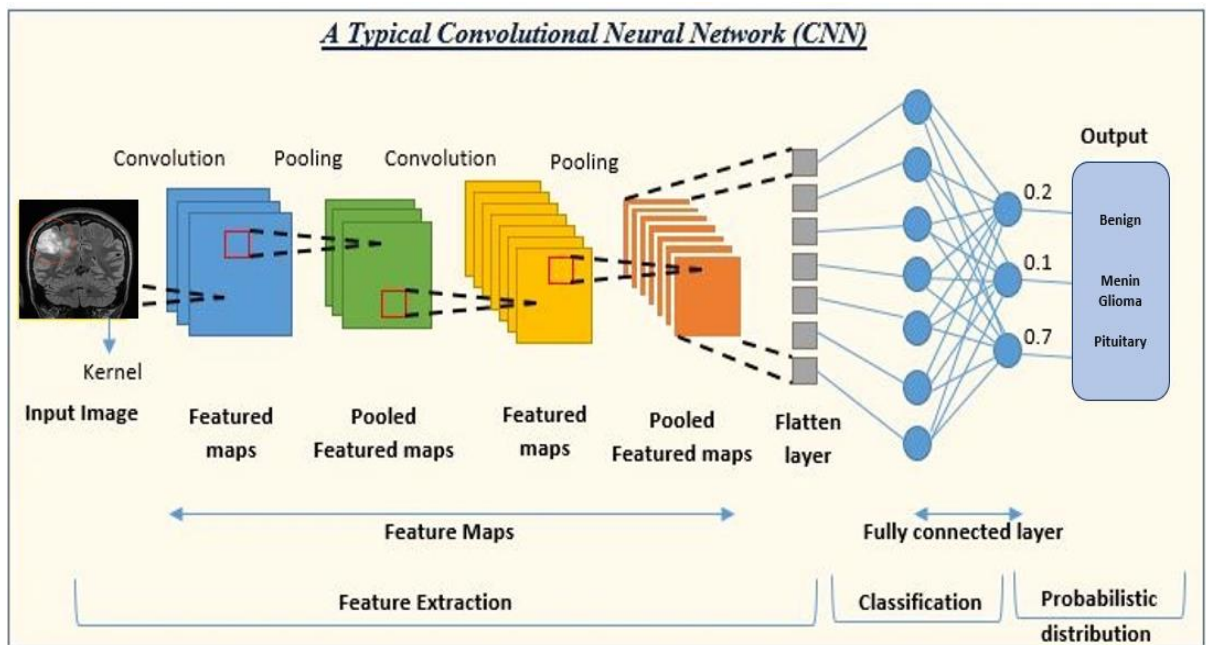 A Typical Convolutional Neural Network (CNN)
Convolution
Pooling
Convolution
Pooling
Output
0.2
Benign
0.1
Menin
Glioma
0.7
Pituitary
Kernel
Input Image
Featured
maps
Pooled
Featured maps
Featured
maps
Pooled
Featured maps
Flatten
layer
Feature Maps
Fully connected layer
Feature Extraction
Classification
Probabilistic
distribution